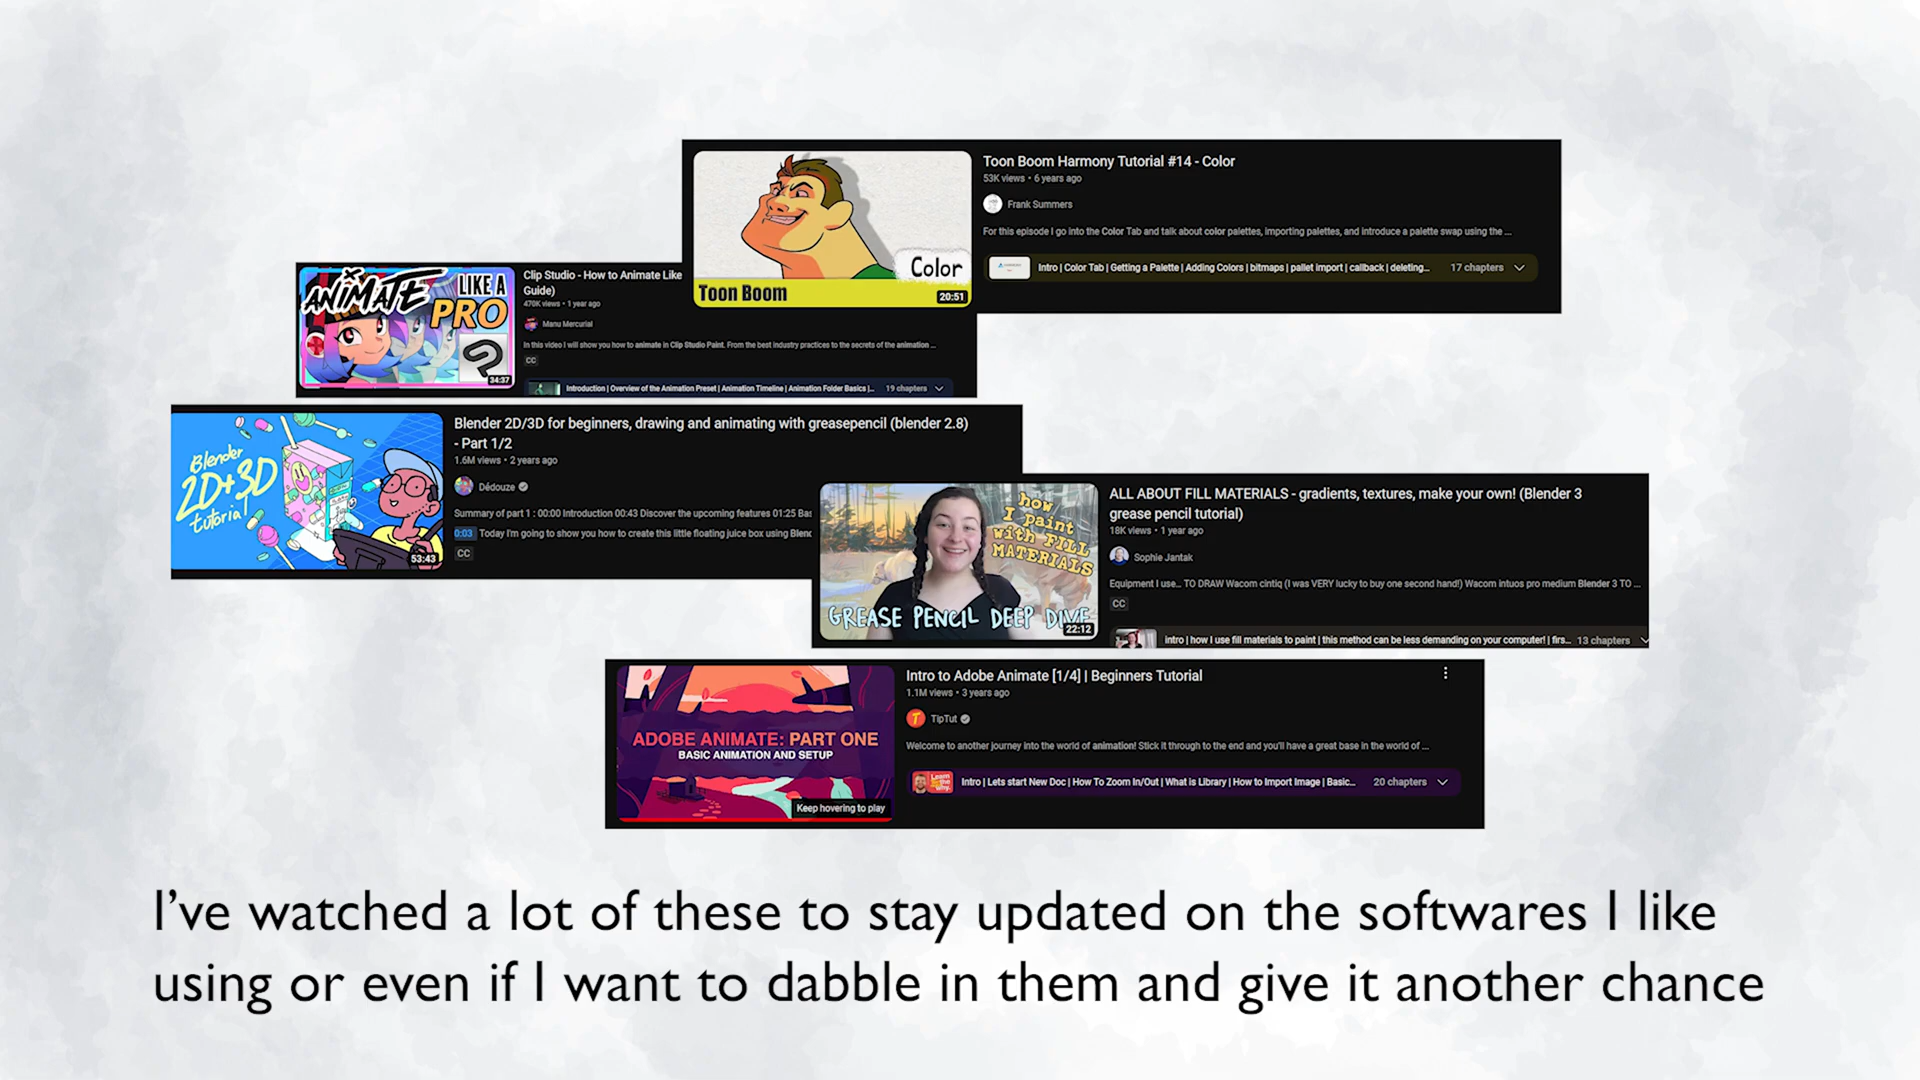 Toon Boom Harmony Tutorial #14 - Color
53K views • 6 years ago
Frank Summers
For this episode I go into the Color Tab and talk about color palettes, importing palettes, and introduce a palette swap using the ...
Intro | Color Tab | Getting a Palette | Adding Colors | bitmaps | pallet import | callback | deleting...
17 chapters
Color
Toon Boom
20:51
ANIMATE LIKE A
PRO
34:37
Clip Studio - How to Animate Like
Guide)
470K views • 1 year ago
Manu Mercurial
In this video I will show you how to animate in Clip Studio Paint. From the best industry practices to the secrets of the animation ...
CC
Introduction | Overview of the Animation Preset | Animation Timeline | Animation Folder Basics |...
19 chapters
Blender
2D+3D
tutorial
53:43
Blender 2D/3D for beginners, drawing and animating with greasepencil (blender 2.8)
- Part 1/2
1.6M views • 2 years ago
Dédouze
Summary of part 1 : 00:00 Introduction 00:43 Discover the upcoming features 01:25 Bas
0:03 Today I'm going to show you how to create this little floating juice box using Blend
CC
how
I paint
with FILL
MATERIALS
GREASE PENCIL DEEP DIVE
22:12
ALL ABOUT FILL MATERIALS - gradients, textures, make your own! (Blender 3
grease pencil tutorial)
18K views • 1 year ago
Sophie Jantak
Equipment I use... TO DRAW Wacom cintiq (I was VERY lucky to buy one second hand!) Wacom intuos pro medium Blender 3 TO ...
CC
intro | how I use fill materials to paint | this method can be less demanding on your computer! | firs...
13 chapters
ADOBE ANIMATE: PART ONE
BASIC ANIMATION AND SETUP
Keep hovering to play
Intro to Adobe Animate [1/4] | Beginners Tutorial
1.1M views • 3 years ago
TipTut
Welcome to another journey into the world of animation! Stick it through to the end and you'll have a great base in the world of ...
Learn
the
Why.
Intro | Lets start New Doc | How To Zoom In/Out | What is Library | How to Import Image | Basic...
20 chapters
I've watched a lot of these to stay updated on the softwares I like
using or even if I want to dabble in them and give it another chance